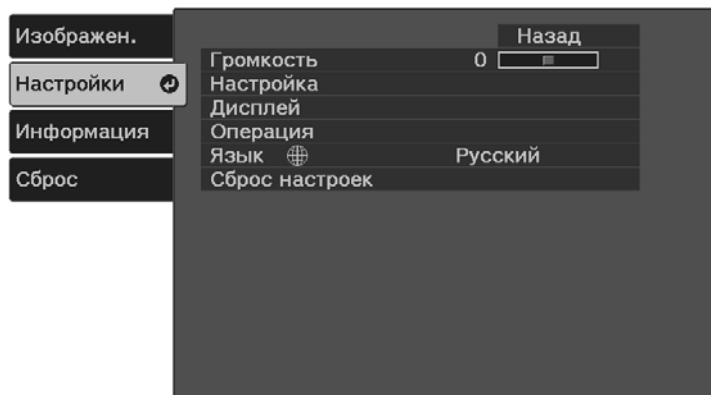 Изображен.
Настройки
Информация
Сброс
Назад
Громкость 0
Настройка
Дисплей
Операция
Язык Русский
Сброс настроек